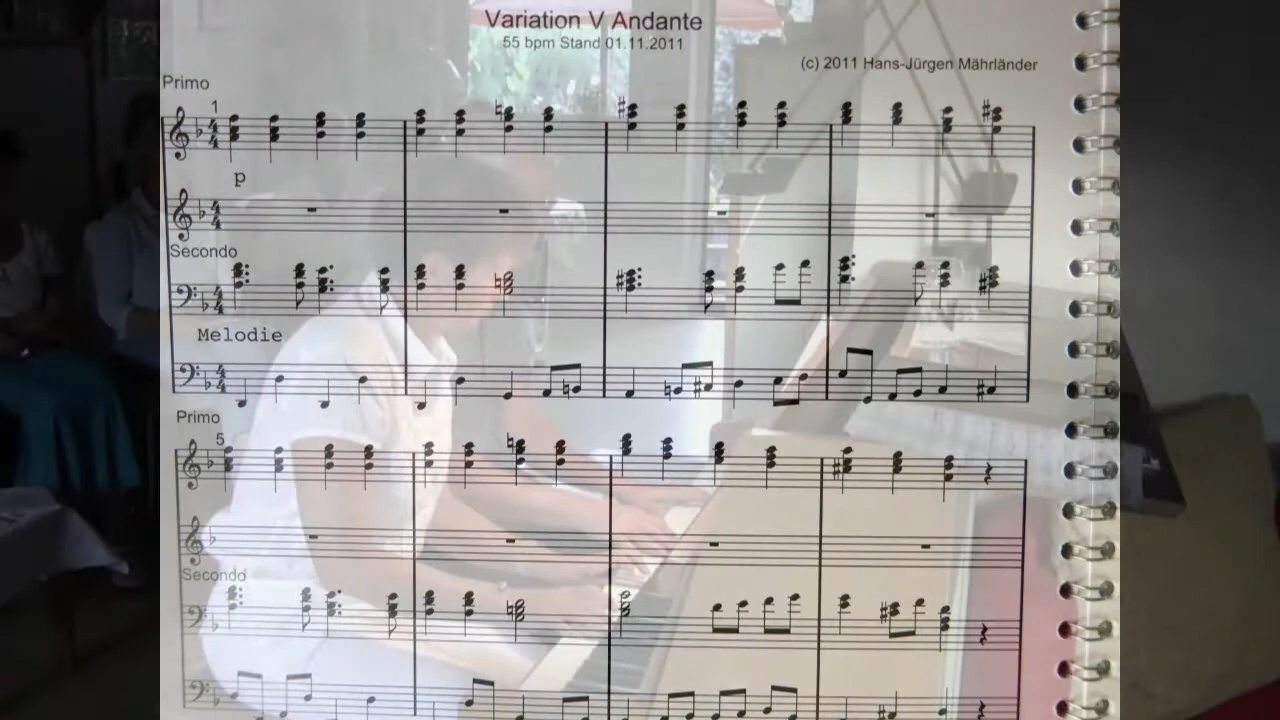 Variation V Andante
55 bpm Stand 01.11.2011
(c) 2011 Hans-Jürgen Mährländer
Primo
1
p
Secondo
Melodie
Primo
5
Secondo